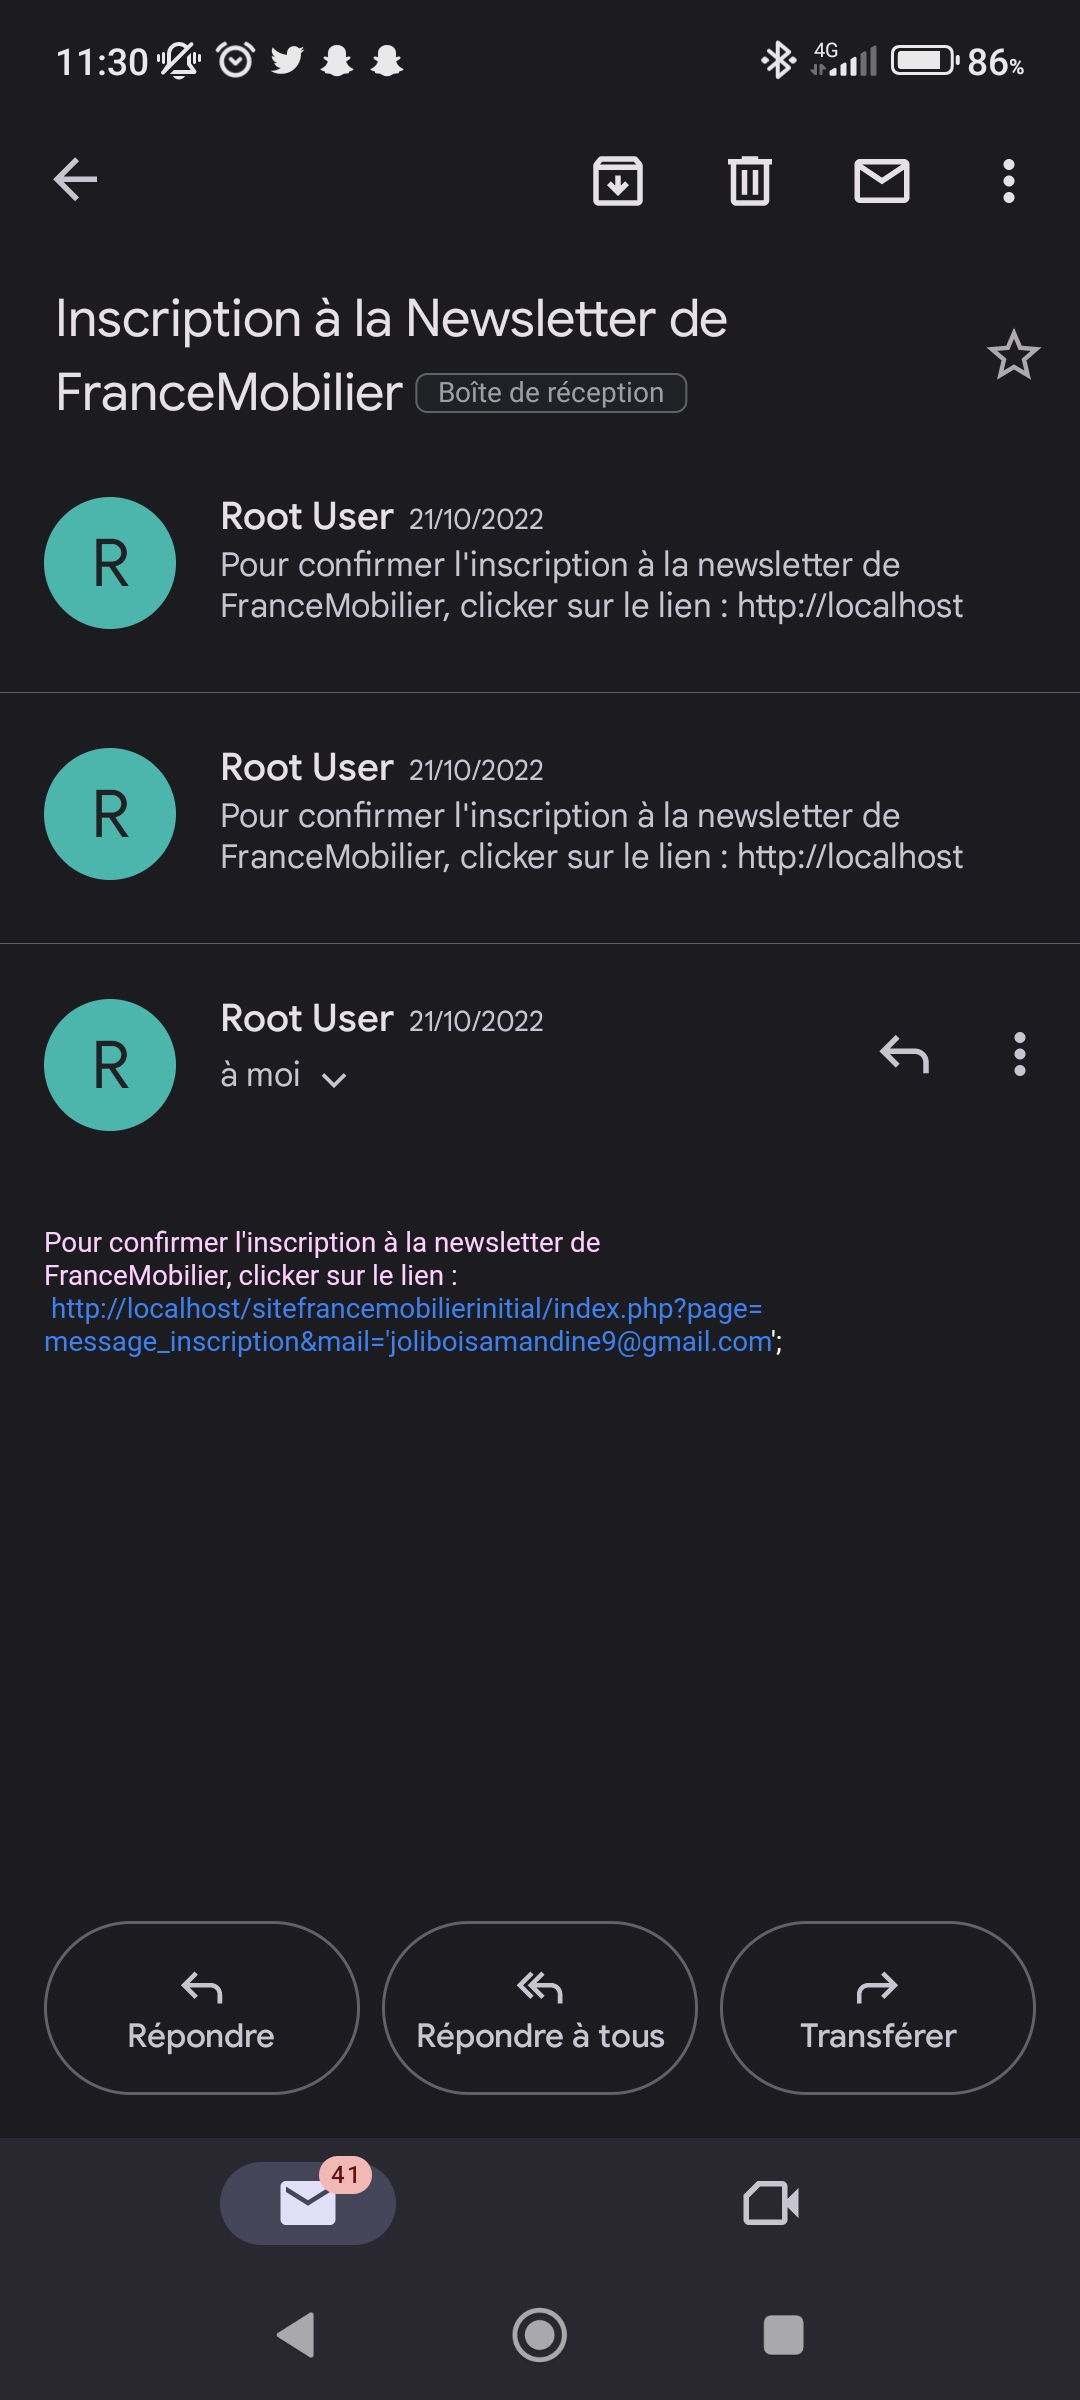 11:30 4G 86%
Inscription à la Newsletter de
FranceMobilier Boîte de réception
R Root User 21/10/2022
Pour confirmer l'inscription à la newsletter de
FranceMobilier, clicker sur le lien : http://localhost
R Root User 21/10/2022
Pour confirmer l'inscription à la newsletter de
FranceMobilier, clicker sur le lien : http://localhost
R Root User 21/10/2022
à moi
Pour confirmer l'inscription à la newsletter de
FranceMobilier, clicker sur le lien :
http://localhost/sitefrancemobilierinitial/index.php?page=
message_inscription&mail='joliboisamandine9@gmail.com';
Répondre Répondre à tous Transférer
41